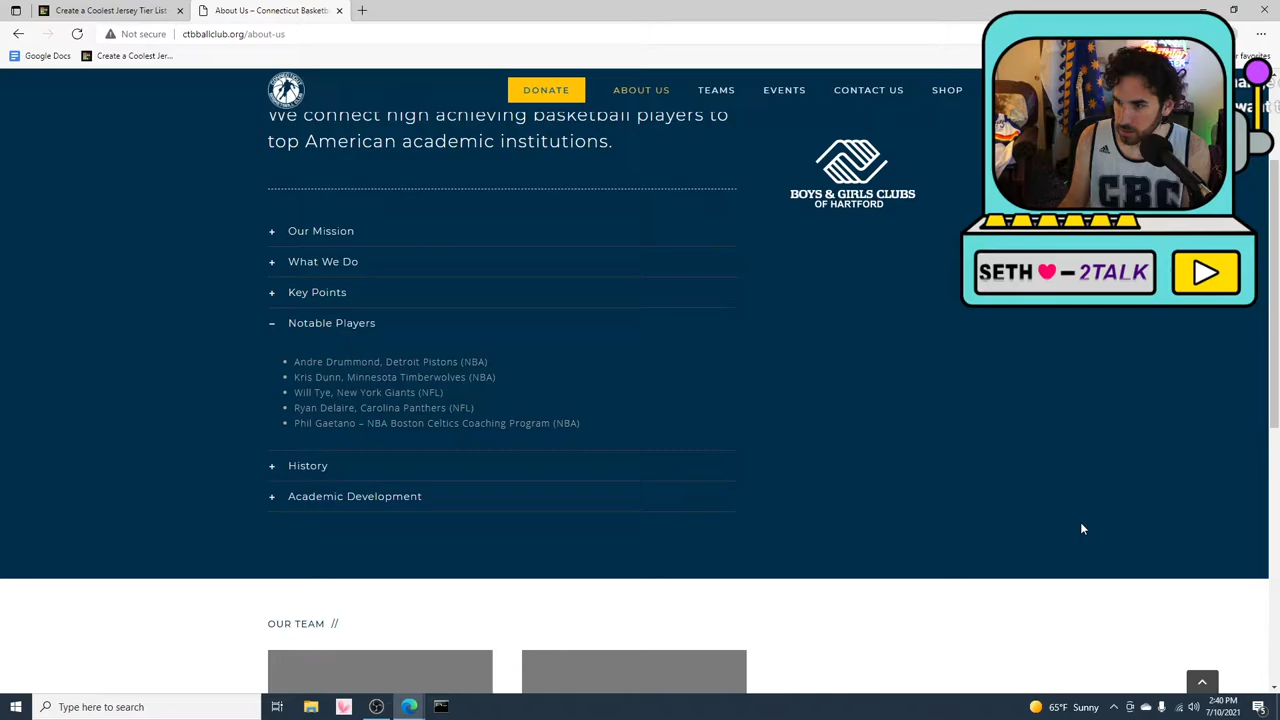 Create a Coolest Jersey Tier List
About Us – Connecticut Basketb
Not secure
ctbballclub.org/about-us
Google Docs
Create a Coolest Jer...
favorites
DONATE
ABOUT US
TEAMS
EVENTS
CONTACT US
SHOP
We connect high achieving basketball players to
top American academic institutions.
BOYS & GIRLS CLUBS
OF HARTFORD
CBC
SETH
2TALK
want t
+ Our Mission
+ What We Do
+ Key Points
– Notable Players
• Andre Drummond, Detroit Pistons (NBA)
• Kris Dunn, Minnesota Timberwolves (NBA)
• Will Tye, New York Giants (NFL)
• Ryan Delaire, Carolina Panthers (NFL)
• Phil Gaetano – NBA Boston Celtics Coaching Program (NBA)
+ History
+ Academic Development
OUR TEAM //
Type here to search
65°F Sunny
2:40 PM
7/10/2021
5